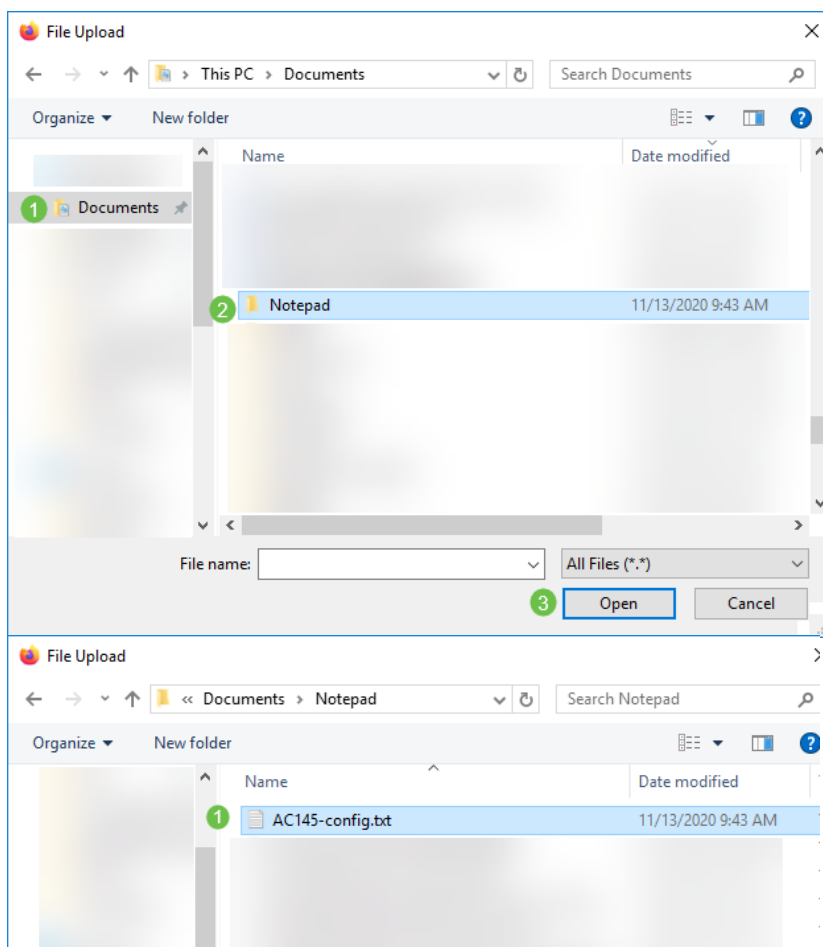 File Upload
This PC > Documents
Search Documents
Organize
New folder
Name
Date modified
1
Documents
2
Notepad
11/13/2020 9:43 AM
File name:
All Files (*.*)
3
Open
Cancel
File Upload
« Documents > Notepad
Search Notepad
Organize
New folder
?
Name
Date modified
1
AC145-config.txt
11/13/2020 9:43 AM